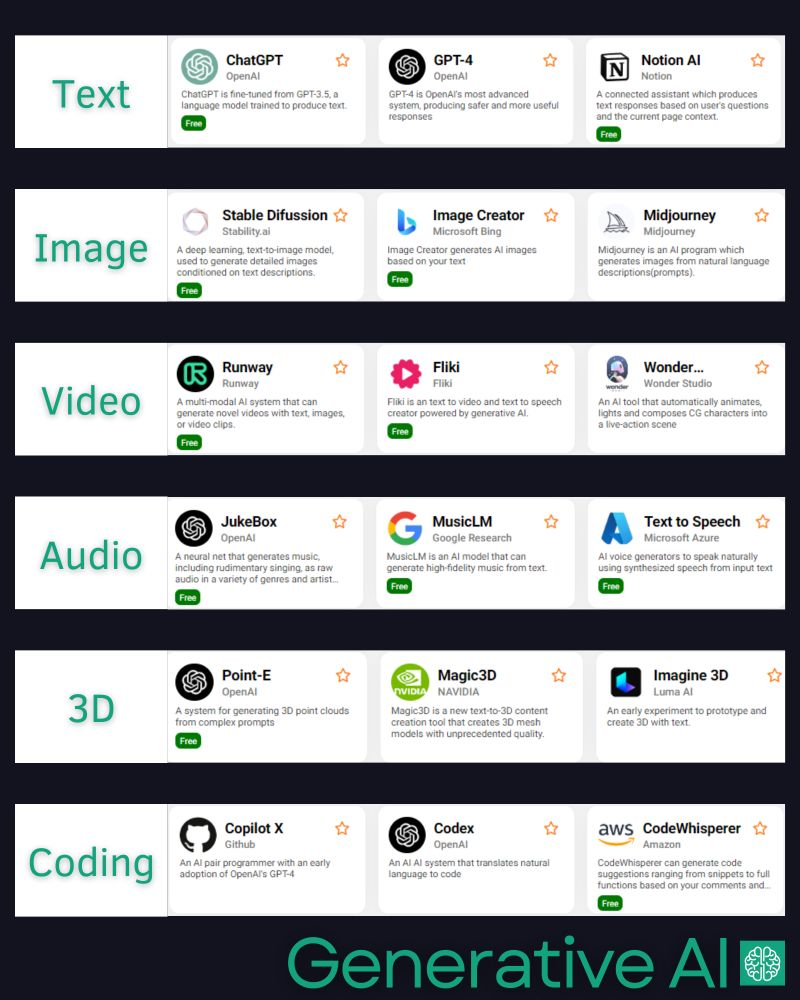 Text
ChatGPT
OpenAI
ChatGPT is fine-tuned from GPT-3.5, a
language model trained to produce text.
Free
GPT-4
OpenAI
GPT-4 is OpenAI's most advanced
system, producing safer and more useful
responses
Notion AI
Notion
A connected assistant which produces
text responses based on user's questions
and the current page context.
Free
Image
Stable Difussion
Stability.ai
A deep learning, text-to-image model,
used to generate detailed images
conditioned on text descriptions.
Free
Image Creator
Microsoft Bing
Image Creator generates AI images
based on your text
Free
Midjourney
Midjourney
Midjourney is an AI program which
generates images from natural language
descriptions(prompts).
Video
Runway
Runway
A multi-modal AI system that can
generate novel videos with text, images,
or video clips.
Free
Fliki
Fliki
Fliki is an text to video and text to speech
creator powered by generative AI.
Free
wonder
Wonder...
Wonder Studio
An AI tool that automatically animates,
lights and composes CG characters into
a live-action scene
Audio
JukeBox
OpenAI
A neural net that generates music,
including rudimentary singing, as raw
audio in a variety of genres and artist...
Free
MusicLM
Google Research
MusicLM is an AI model that can
generate high-fidelity music from text.
Free
Text to Speech
Microsoft Azure
AI voice generators to speak naturally
using synthesized speech from input text
Free
3D
Point-E
OpenAI
A system for generating 3D point clouds
from complex prompts
Free
NVIDIA
Magic3D
NAVIDIA
Magic3D is a new text-to-3D content
creation tool that creates 3D mesh
models with unprecedented quality.
Imagine 3D
Luma AI
An early experiment to prototype and
create 3D with text.
Coding
Copilot X
Github
An AI pair programmer with an early
adoption of OpenAI's GPT-4
Codex
OpenAI
An AI AI system that translates natural
language to code
aws
CodeWhisperer
Amazon
CodeWhisperer can generate code
suggestions ranging from snippets to full
functions based on your comments and...
Free
Generative AI